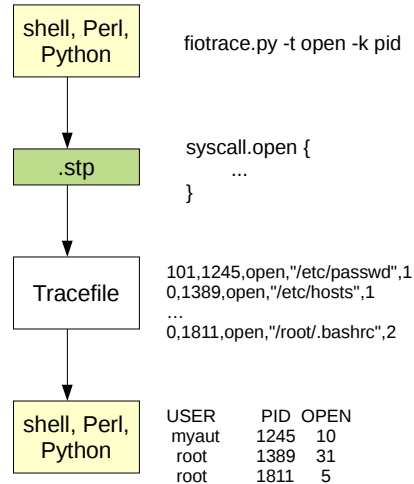 shell, Perl,
Python
fiotrace.py -t open -k pid
.stp
syscall.open {
...
}
Tracefile
101,1245,open,"/etc/passwd",1
0,1389,open,"/etc/hosts",1
...
0,1811,open,"/root/.bashrc",2
shell, Perl,
Python
USER PID OPEN
myaut 1245 10
root 1389 31
root 1811 5